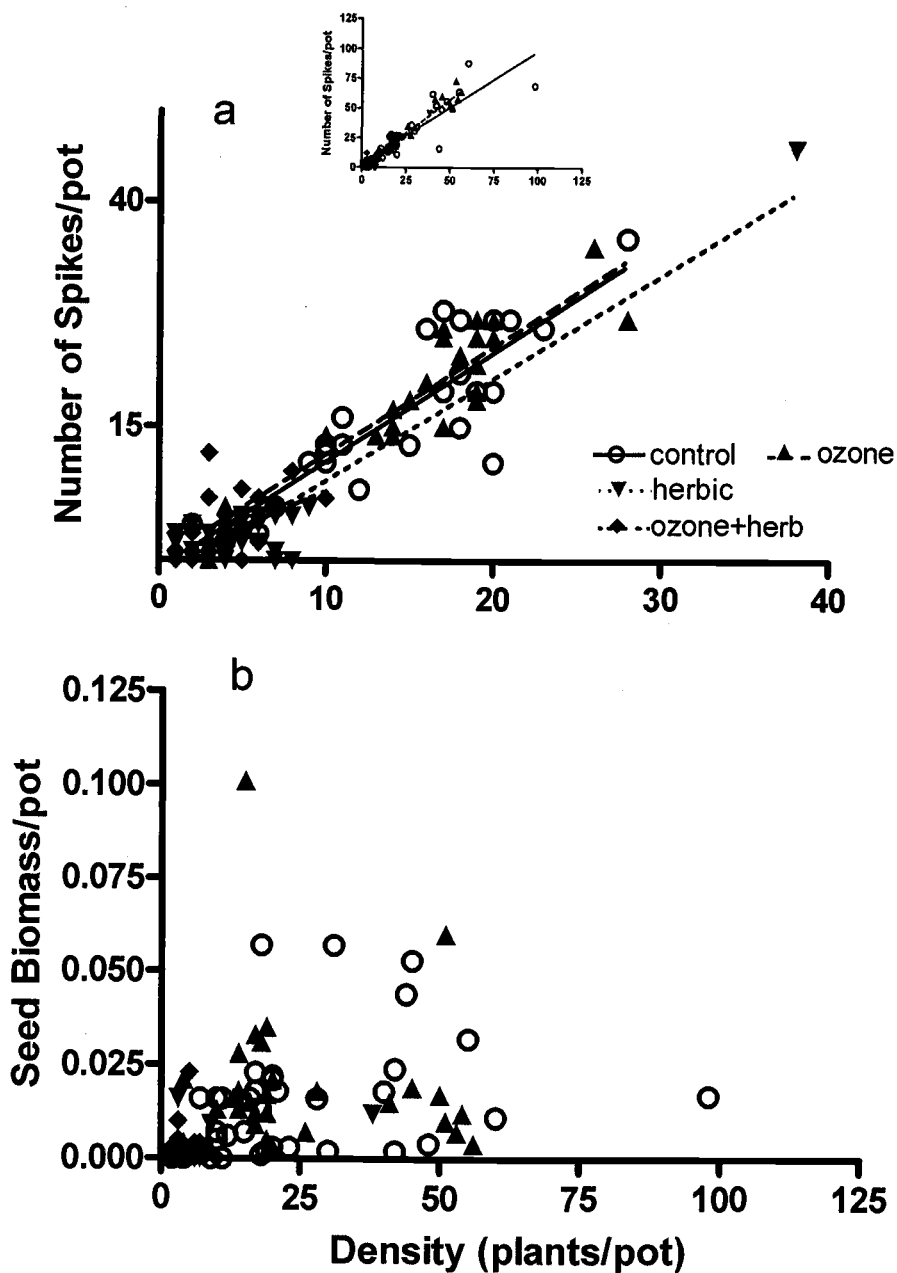 125
100
75
50
25
0
Number of Spikes/pot
0 25 50 75 100 125
a
Number of Spikes/pot
40
15
control ozone
herbic
ozone+herb
0 10 20 30 40
b
0.125
0.100
0.075
0.050
0.025
0.000
Seed Biomass/pot
0 25 50 75 100 125
Density (plants/pot)